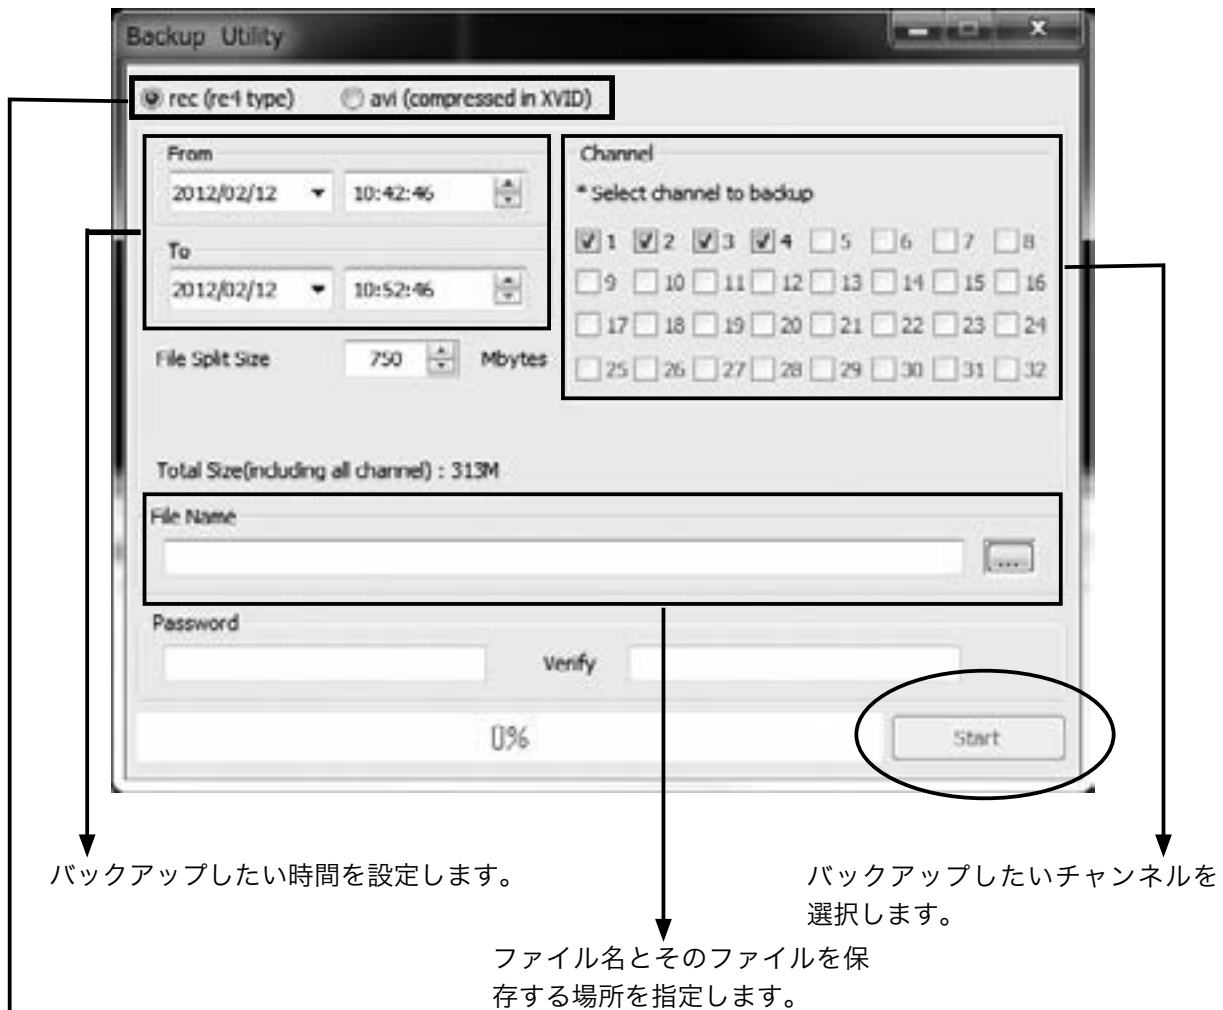 Backup Utility
rec (re4 type) avi (compressed in XVID)
From
2012/02/12 10:42:46
To
2012/02/12 10:52:46
File Split Size 750 Mbytes
Channel
* Select channel to backup
1 2 3 4 5 6 7 8
9 10 11 12 13 14 15 16
17 18 19 20 21 22 23 24
25 26 27 28 29 30 31 32
Total Size(including all channel) : 313M
File Name
...
Password
Verify
0%
Start
バックアップしたい時間を設定します。
バックアップしたいチャンネルを
選択します。
ファイル名とそのファイルを保
存する場所を指定します。